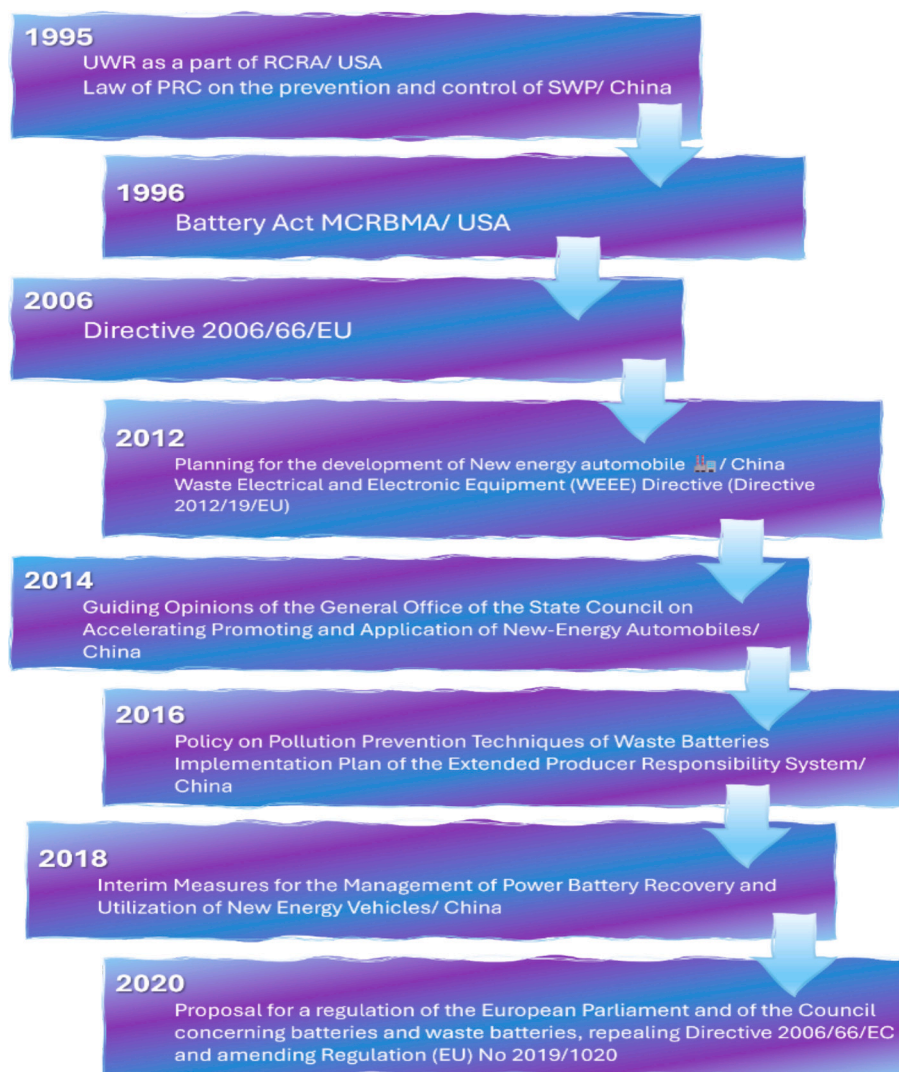 1995
UWR as a part of RCRA/ USA
Law of PRC on the prevention and control of SWP/ China
1996
Battery Act MCRBMA/ USA
2006
Directive 2006/66/EU
2012
Planning for the development of New energy automobile 🏭/ China
Waste Electrical and Electronic Equipment (WEEE) Directive (Directive
2012/19/EU)
2014
Guiding Opinions of the General Office of the State Council on
Accelerating Promoting and Application of New-Energy Automobiles/
China
2016
Policy on Pollution Prevention Techniques of Waste Batteries
Implementation Plan of the Extended Producer Responsibility System/
China
2018
Interim Measures for the Management of Power Battery Recovery and
Utilization of New Energy Vehicles/ China
2020
Proposal for a regulation of the European Parliament and of the Council
concerning batteries and waste batteries, repealing Directive 2006/66/EC
and amending Regulation (EU) No 2019/1020